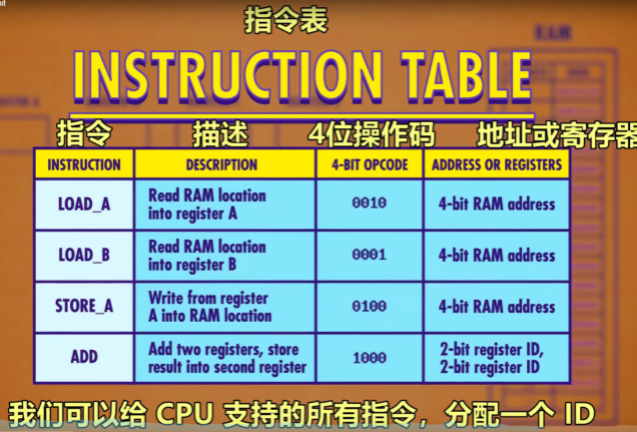 指令表
RAM
INSTRUCTION TABLE
指令 描述 4位操作码 地址或寄存器
INSTRUCTION DESCRIPTION 4-BIT OPCODE ADDRESS OR REGISTERS
LOAD_A Read RAM location into register A 0010 4-bit RAM address
LOAD_B Read RAM location into register B 0001 4-bit RAM address
STORE_A Write from register A into RAM location 0100 4-bit RAM address
ADD Add two registers, store result into second register 1000 2-bit register ID, 2-bit register ID
我们可以给 CPU 支持的所有指令，分配一个 ID